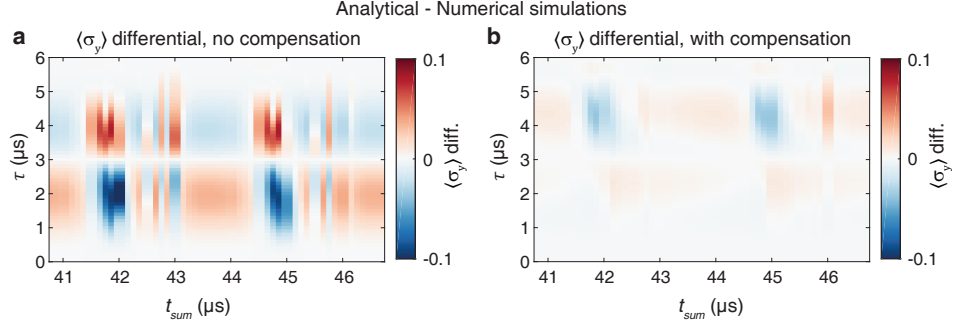 Analytical - Numerical simulations
a
⟨σy⟩ differential, no compensation
6
5
4
3
2
1
0
τ (μs)
41 42 43 44 45 46
tsum (μs)
0.1
0
-0.1
⟨σy⟩ diff.
b
⟨σy⟩ differential, with compensation
6
5
4
3
2
1
0
τ (μs)
41 42 43 44 45 46
tsum (μs)
0.1
0
-0.1
⟨σy⟩ diff.